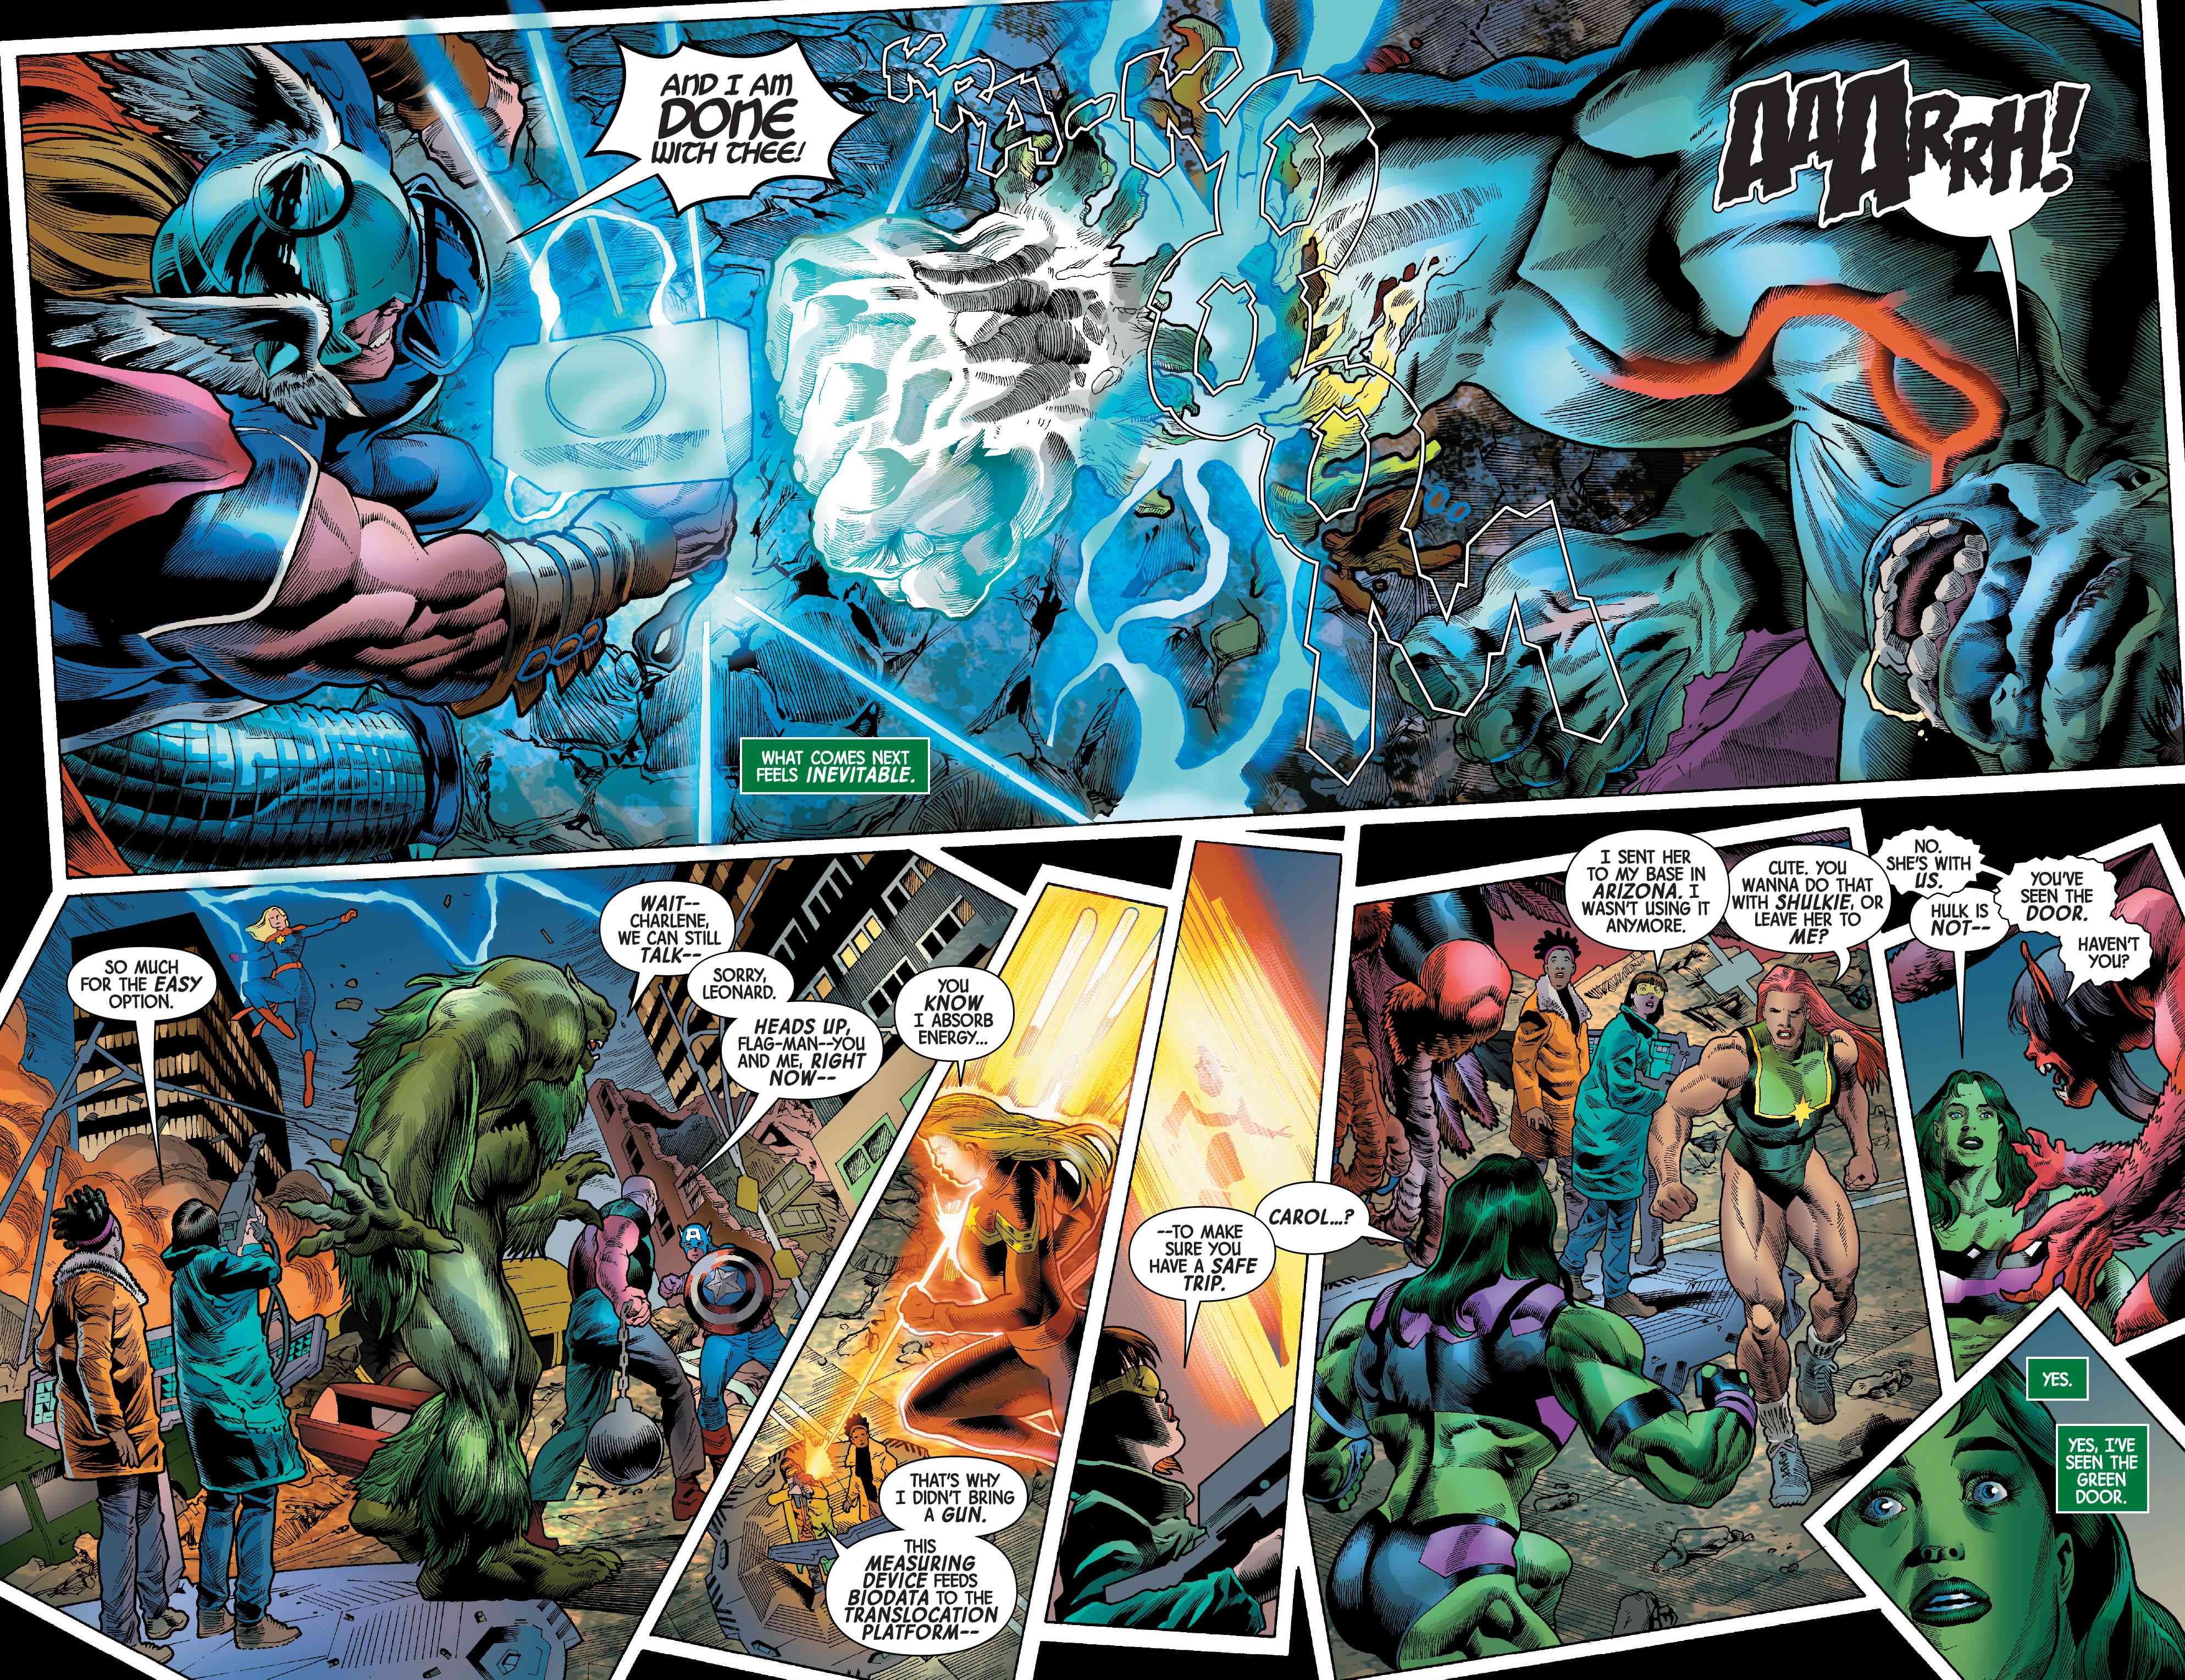 AND I AM
DONE
WITH THEE!
KRA-KOOOM
AAAARRH!
WHAT COMES NEXT
FEELS INEVITABLE.
SO MUCH
FOR THE EASY
OPTION.
WAIT--
CHARLENE,
WE CAN STILL
TALK--
SORRY,
LEONARD.
HEADS UP,
FLAG-MAN--YOU
AND ME, RIGHT
NOW--
A
YOU
KNOW
I ABSORB
ENERGY...
THAT'S WHY
I DIDN'T BRING
A GUN.
THIS
MEASURING
DEVICE FEEDS
BIODATA TO THE
TRANSLOCATION
PLATFORM--
--TO MAKE
SURE YOU
HAVE A SAFE
TRIP.
CAROL...?
I SENT HER
TO MY BASE IN
ARIZONA. I
WASN'T USING IT
ANYMORE.
CUTE. YOU
WANNA DO THAT
WITH SHULKIE, OR
LEAVE HER TO
ME?
NO.
SHE'S WITH
US.
HULK IS
NOT--
YOU'VE
SEEN THE
DOOR.
HAVEN'T
YOU?
YES.
YES, I'VE
SEEN THE
GREEN
DOOR.